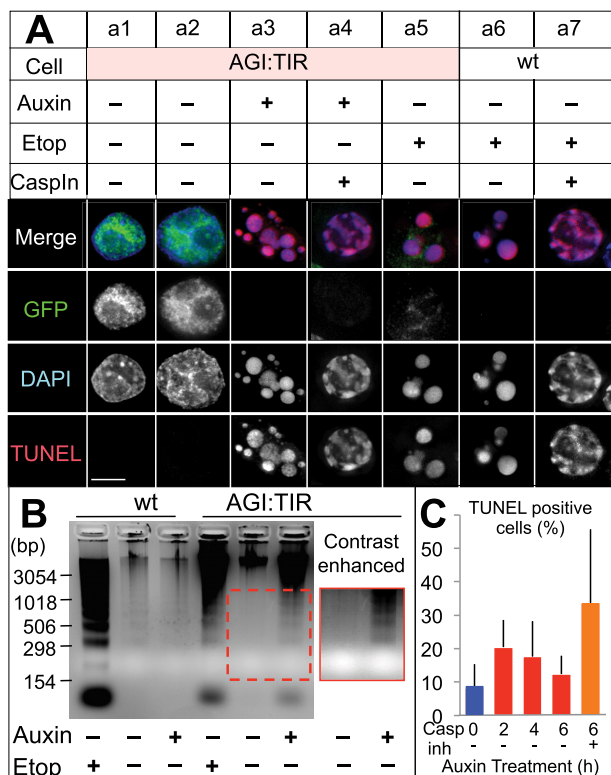 A a1 a2 a3 a4 a5 a6 a7
Cell AGI:TIR wt
Auxin – – + + – – –
Etop – – – – + + +
CaspIn – – – + – – +
Merge
GFP
DAPI
TUNEL
B wt AGI:TIR
(bp)
Contrast
enhanced
3054
1018
506
298
154
Auxin – – + – – + – +
Etop + – – + – – – –
C TUNEL positive
cells (%)
50
40
30
20
10
0 2 4 6 6
Casp
inh - - - - +
Auxin Treatment (h)